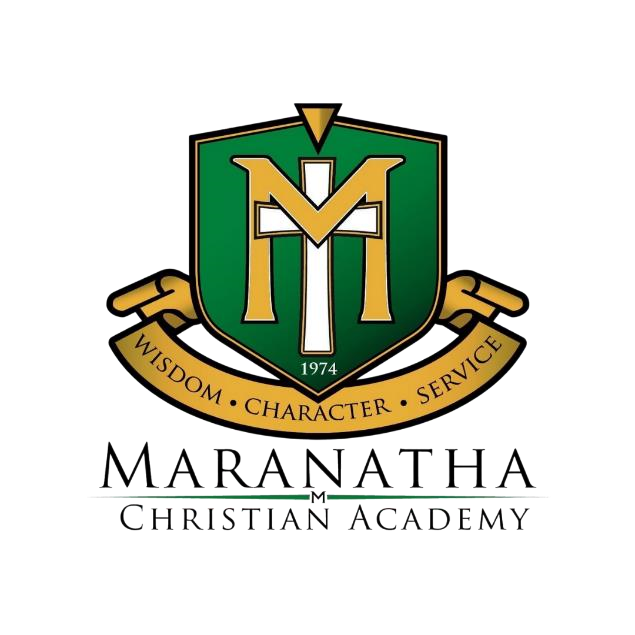 M
1974
WISDOM • CHARACTER • SERVICE
MARANATHA
M
CHRISTIAN ACADEMY